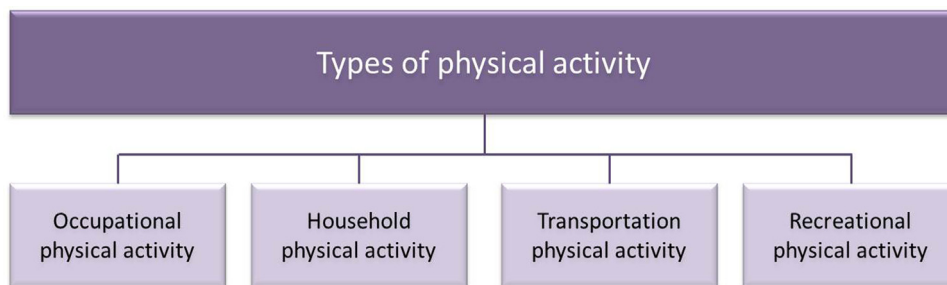 Types of physical activity
Occupational
physical activity
Household
physical activity
Transportation
physical activity
Recreational
physical activity